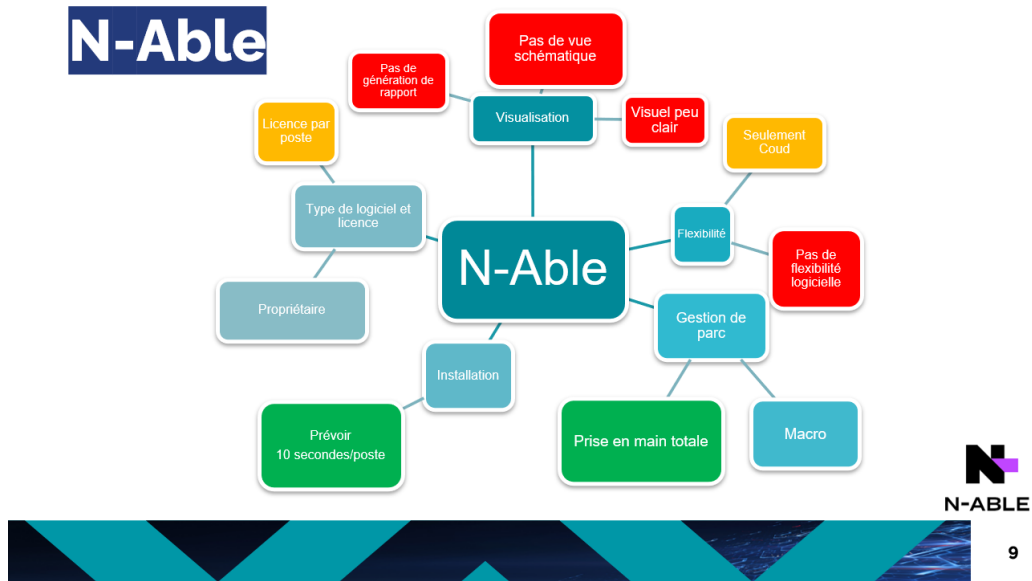 N-Able
Pas de vue
schématique
Pas de
génération de
rapport
Visualisation
Visuel peu
clair
Licence par
poste
Seulement
Coud
Type de logiciel et
licence
Flexibilité
N-Able
Pas de
flexibilité
logicielle
Propriétaire
Gestion de
parc
Installation
Prévoir
10 secondes/poste
Prise en main totale
Macro
N-ABLE
9